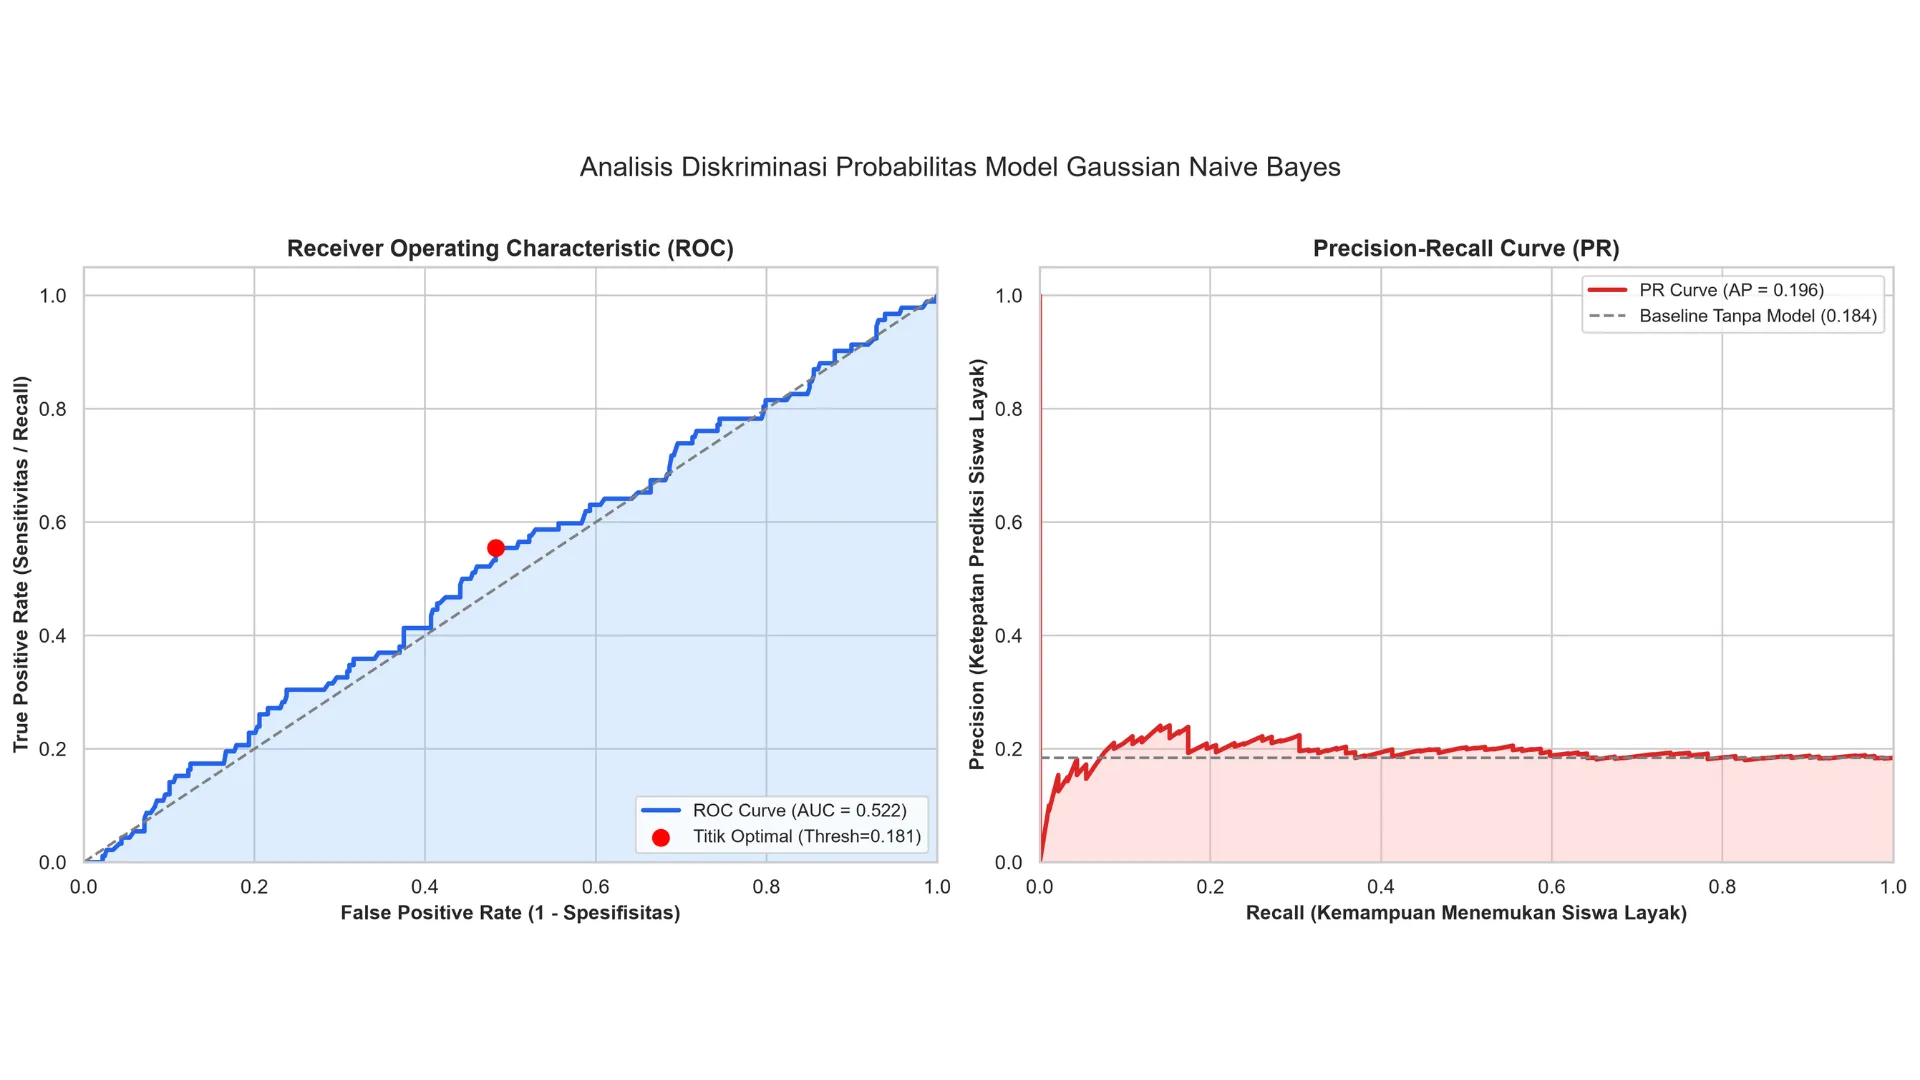 Analisis Diskriminasi Probabilitas Model Gaussian Naive Bayes
Receiver Operating Characteristic (ROC)
True Positive Rate (Sensitivitas / Recall)
1.0
0.8
0.6
0.4
0.2
0.0
ROC Curve (AUC = 0.522)
Titik Optimal (Thresh=0.181)
0.0 0.2 0.4 0.6 0.8 1.0
False Positive Rate (1 - Spesifisitas)
Precision-Recall Curve (PR)
Precision (Ketepatan Prediksi Siswa Layak)
1.0
0.8
0.6
0.4
0.2
0.0
PR Curve (AP = 0.196)
Baseline Tanpa Model (0.184)
0.0 0.2 0.4 0.6 0.8 1.0
Recall (Kemampuan Menemukan Siswa Layak)